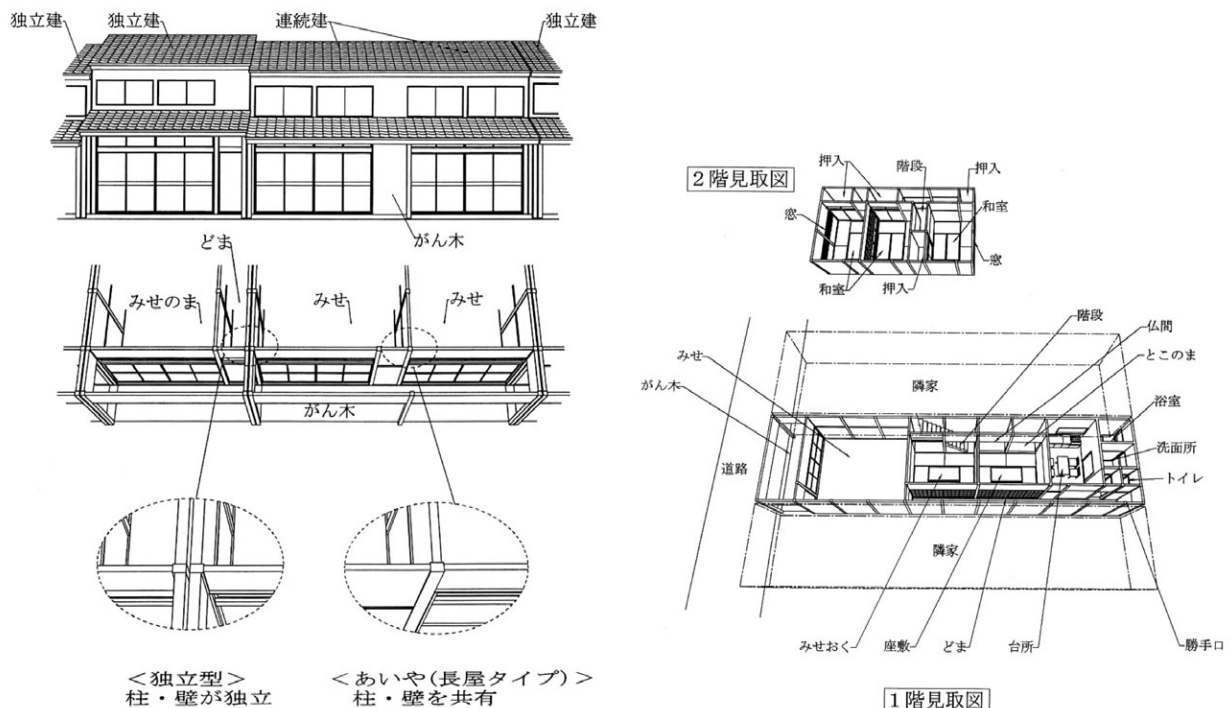 独立建
独立建
連続建
独立建
がん木
どま
みせのま
みせ
みせ
がん木
＜独立型＞
柱・壁が独立
＜あいや(長屋タイプ)＞
柱・壁を共有
2階見取図
押入
階段
押入
窓
和室
窓
和室
押入
階段
仏間
みせ
とこのま
がん木
隣家
浴室
洗面所
道路
トイレ
隣家
みせおく
座敷
どま
台所
勝手口
1階見取図